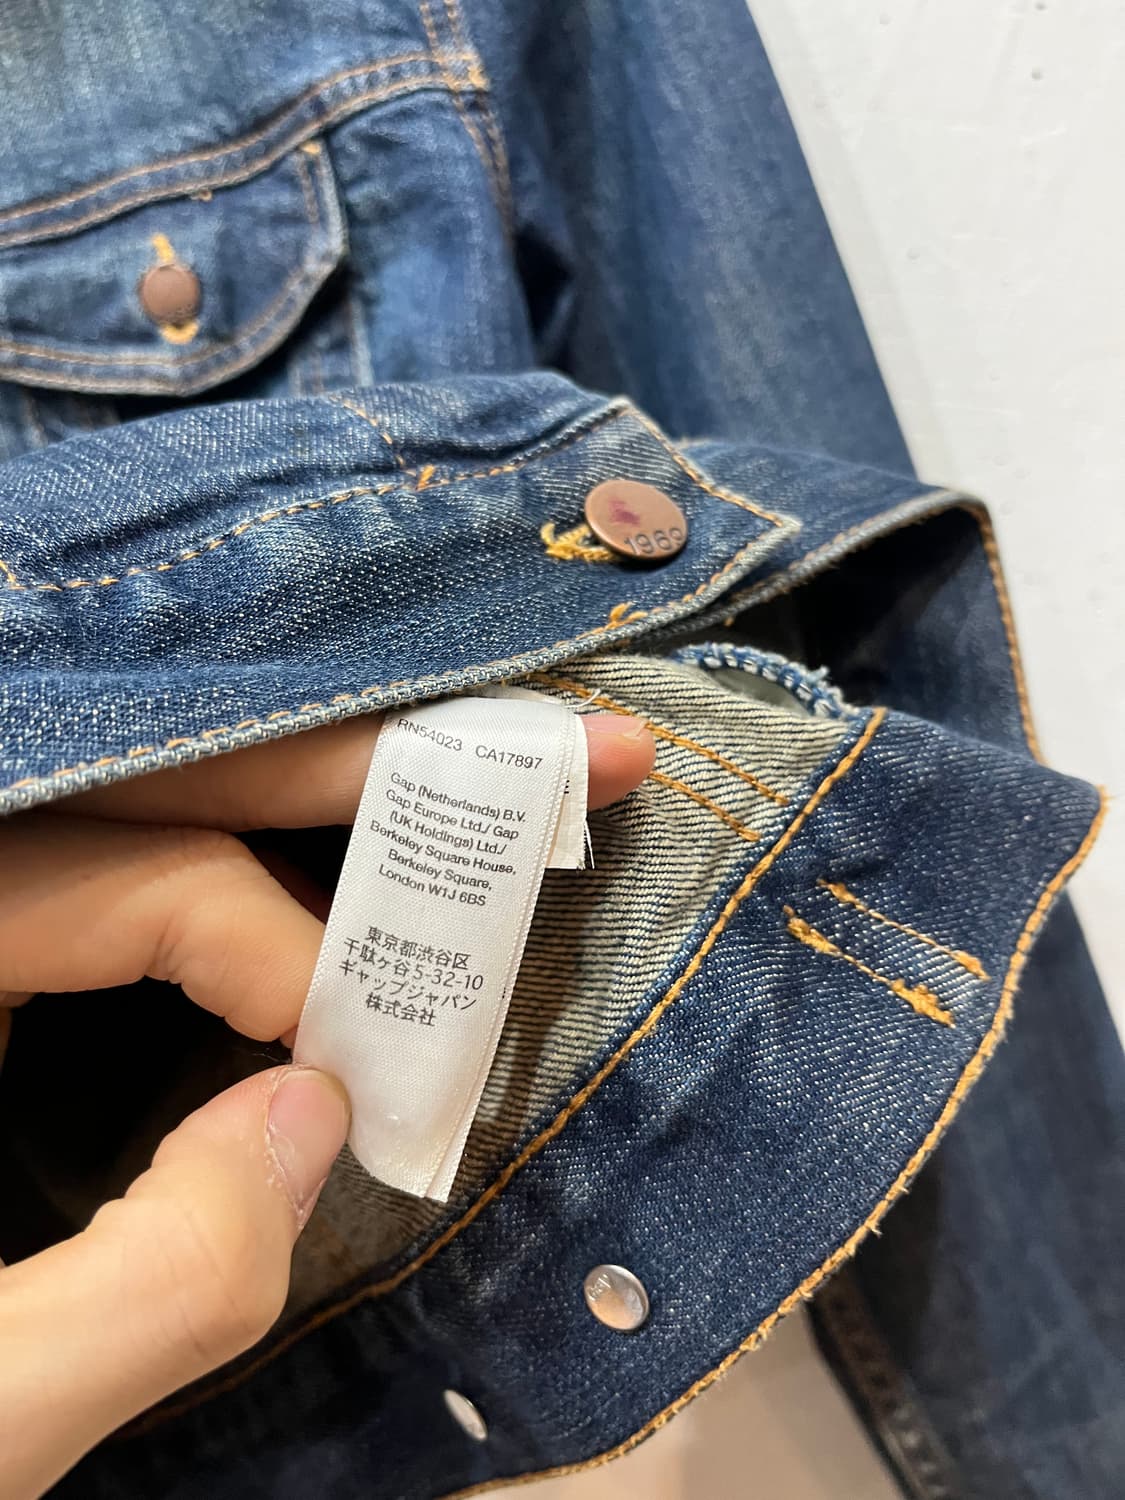 1969
RN54023 CA17897
Gap (Netherlands) B.V.
Gap Europe Ltd./ Gap
(UK Holdings) Ltd./
Berkeley Square House,
Berkeley Square,
London W1J 6BS
東京都渋谷区
千駄ヶ谷5-32-10
ギャップジャパン
株式会社
E